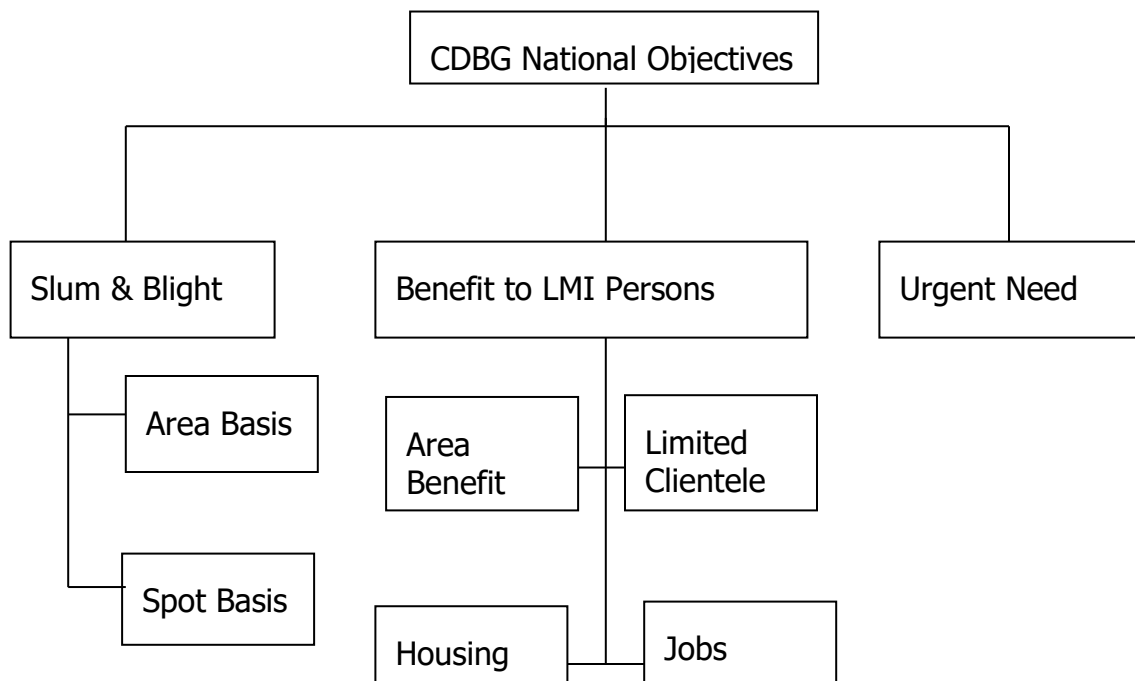 CDBG National Objectives
Slum & Blight
Benefit to LMI Persons
Urgent Need
Area Basis
Area
Benefit
Limited
Clientele
Spot Basis
Housing
Jobs